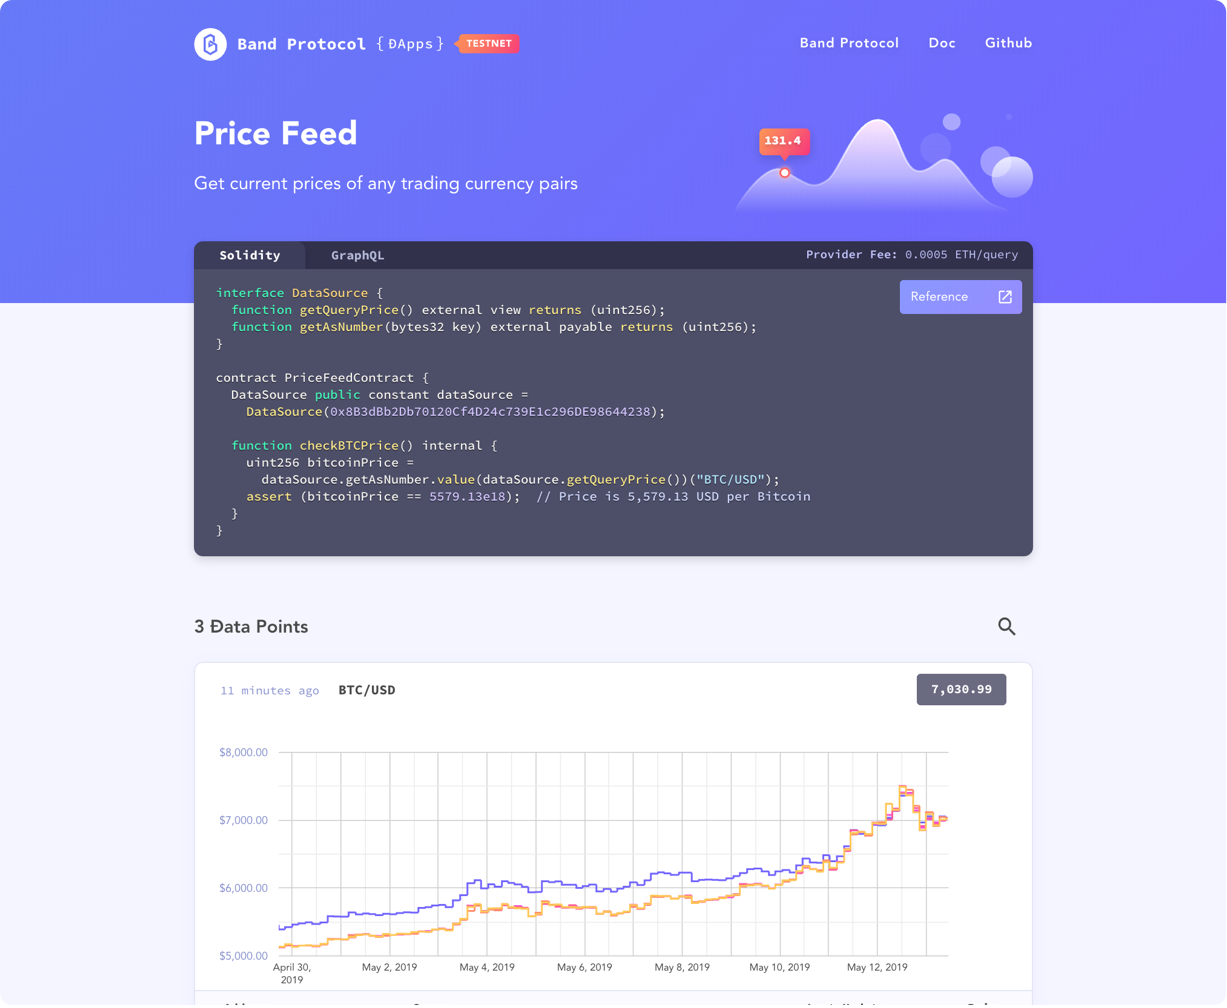 Band Protocol {ÐApps} TESTNET
Band Protocol Doc Github
Price Feed
131.4
Get current prices of any trading currency pairs
Solidity GraphQL Provider Fee: 0.0005 ETH/query
Reference
interface DataSource {
function getQueryPrice() external view returns (uint256);
function getAsNumber(bytes32 key) external payable returns (uint256);
}
contract PriceFeedContract {
DataSource public constant dataSource =
DataSource(0x8B3dBb2Db70120Cf4D24c739E1c296DE98644238);
function checkBTCPrice() internal {
uint256 bitcoinPrice =
dataSource.getAsNumber.value(dataSource.getQueryPrice())("BTC/USD");
assert (bitcoinPrice == 5579.13e18);  // Price is 5,579.13 USD per Bitcoin
}
}
3 Ðata Points
11 minutes ago BTC/USD 7,030.99
$8,000.00
$7,000.00
$6,000.00
$5,000.00
April 30, 2019 May 2, 2019 May 4, 2019 May 6, 2019 May 8, 2019 May 10, 2019 May 12, 2019